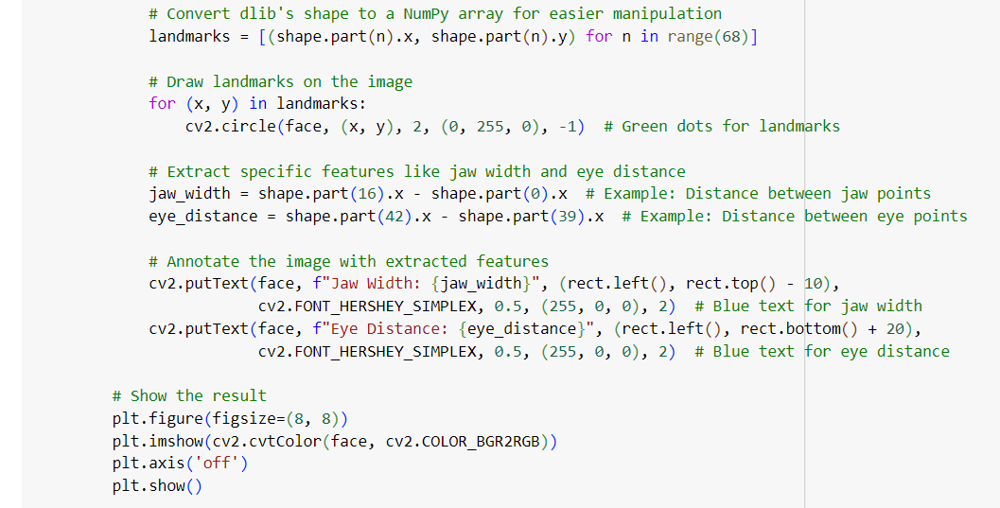 # Convert dlib's shape to a NumPy array for easier manipulation
landmarks = [(shape.part(n).x, shape.part(n).y) for n in range(68)]
# Draw landmarks on the image
for (x, y) in landmarks:
cv2.circle(face, (x, y), 2, (0, 255, 0), -1)  # Green dots for landmarks
# Extract specific features like jaw width and eye distance
jaw_width = shape.part(16).x - shape.part(0).x  # Example: Distance between jaw points
eye_distance = shape.part(42).x - shape.part(39).x  # Example: Distance between eye points
# Annotate the image with extracted features
cv2.putText(face, f"Jaw Width: {jaw_width}", (rect.left(), rect.top() - 10),
cv2.FONT_HERSHEY_SIMPLEX, 0.5, (255, 0, 0), 2)  # Blue text for jaw width
cv2.putText(face, f"Eye Distance: {eye_distance}", (rect.left(), rect.bottom() + 20),
cv2.FONT_HERSHEY_SIMPLEX, 0.5, (255, 0, 0), 2)  # Blue text for eye distance
# Show the result
plt.figure(figsize=(8, 8))
plt.imshow(cv2.cvtColor(face, cv2.COLOR_BGR2RGB))
plt.axis('off')
plt.show()